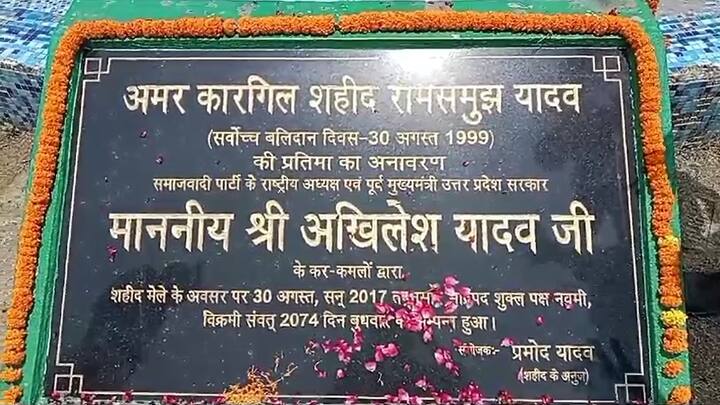 अमर कारगिल शहीद रामसमुझ यादव
(सर्वोच्च बलिदान दिवस-30 अगस्त 1999)
की प्रतिमा का अनावरण
समाजवादी पार्टी के राष्ट्रीय अध्यक्ष एवं पूर्व मुख्यमंत्री उत्तर प्रदेश सरकार
माननीय श्री अखिलेश यादव जी
के कर-कमलों द्वारा
शहीद मेले के अवसर पर 30 अगस्त, सन् 2017 शुक्ल पक्ष नवमी,
विक्रमी संवत् 2074 दिन बुधवार हुआ।
प्रमोद यादव
(शहीद के अनुज)